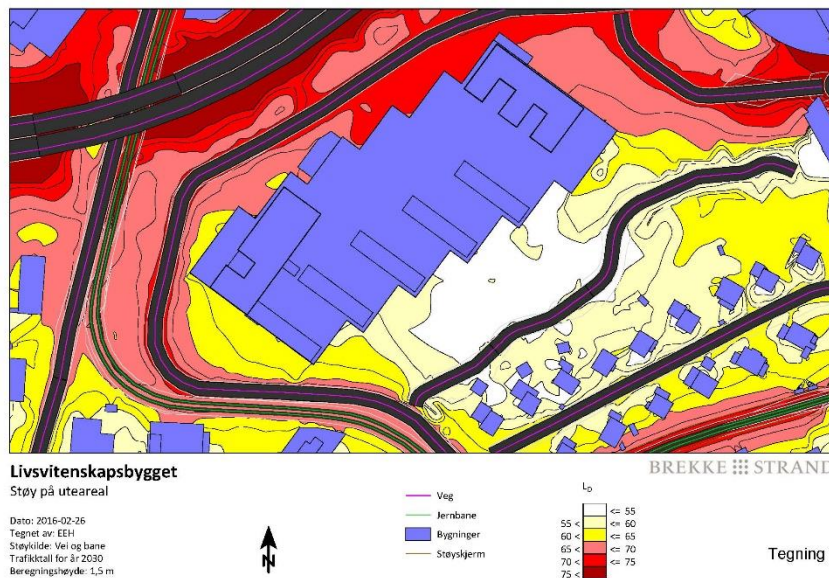 Livsvitenskapsbygget
Støy på uteareal
Dato: 2016-02-26
Tegnet av: EEH
Støykilde: Vei og bane
Trafikktall for år 2030
Beregningshøyde: 1,5 m
N
Veg
Jernbane
Bygninger
Støyskjerm
BREKKE STRAND
L_D
<= 55
55 < <= 60
60 < <= 65
65 < <= 70
70 < <= 75
75 <
Tegning